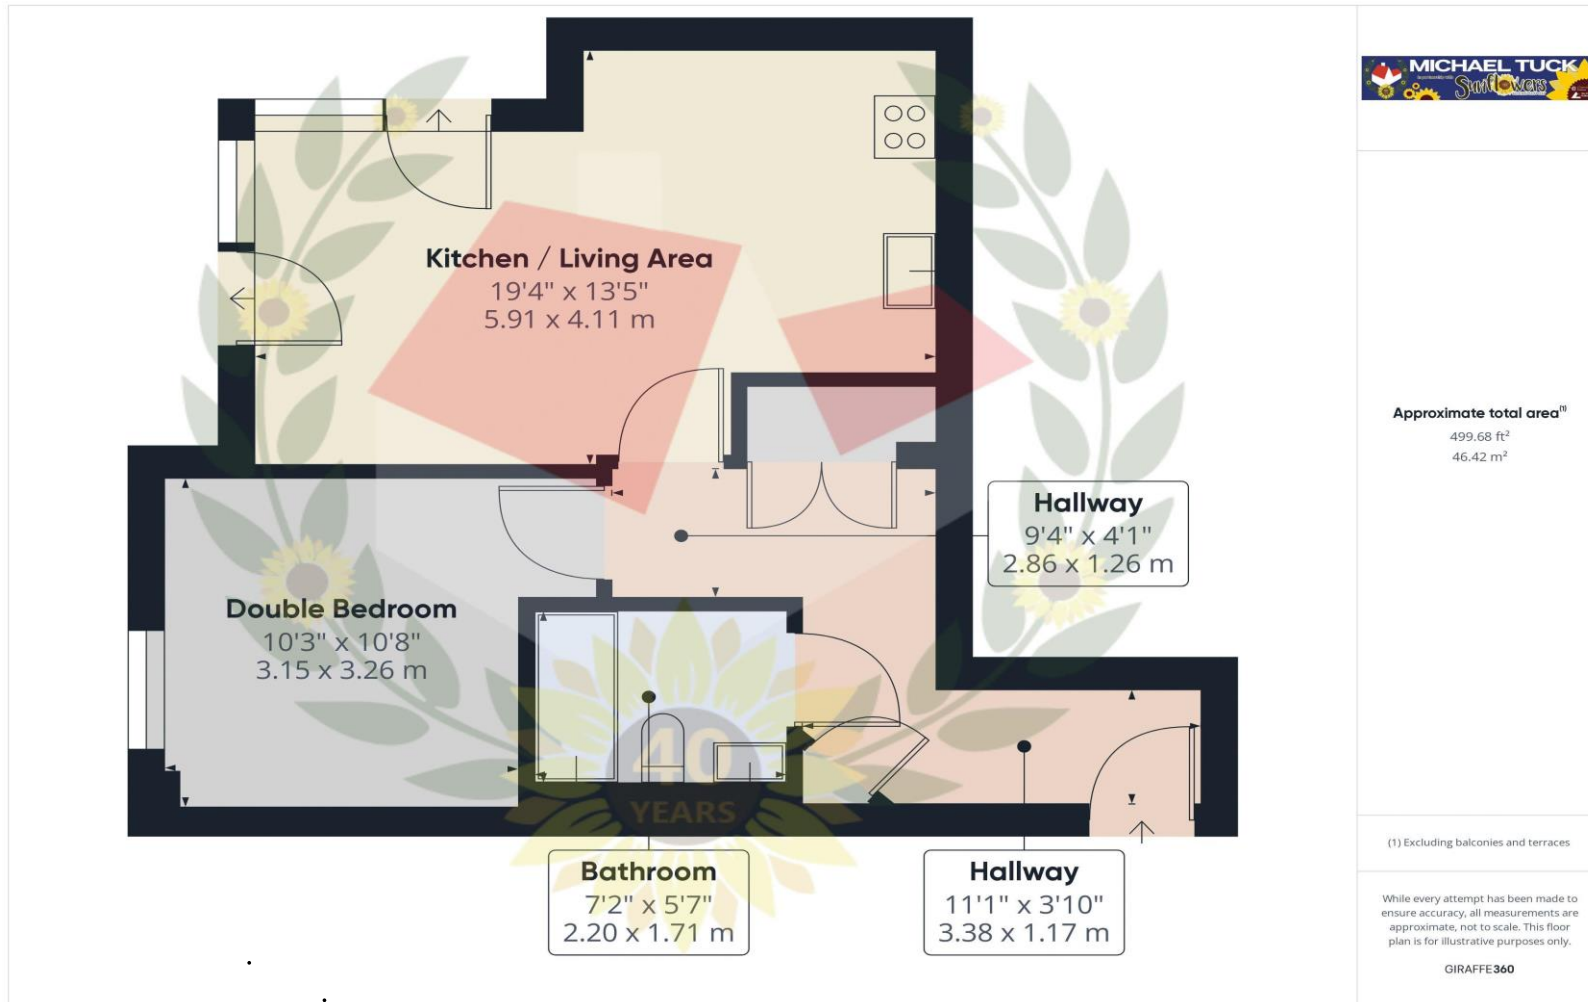 MICHAEL TUCK
Sunflowers
Kitchen / Living Area
19'4" x 13'5"
5.91 x 4.11 m
Approximate total area(1)
499.68 ft²
46.42 m²
Hallway
9'4" x 4'1"
2.86 x 1.26 m
Double Bedroom
10'3" x 10'8"
3.15 x 3.26 m
40
YEARS
Bathroom
7'2" x 5'7"
2.20 x 1.71 m
Hallway
11'1" x 3'10"
3.38 x 1.17 m
(1) Excluding balconies and terraces
While every attempt has been made to
ensure accuracy, all measurements are
approximate, not to scale. This floor
plan is for illustrative purposes only.
GIRAFFE360